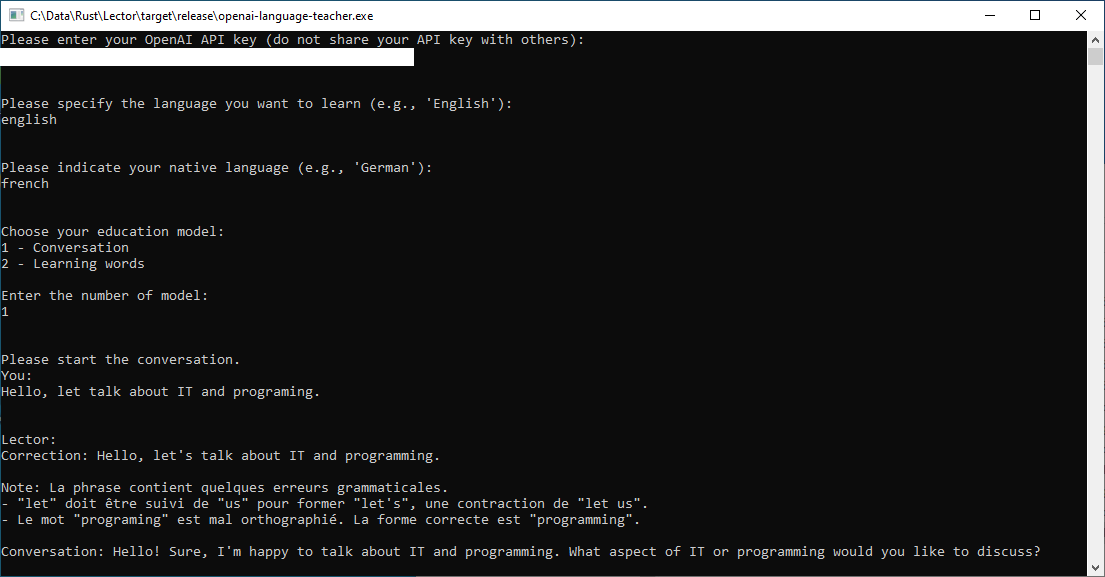 C:\Data\Rust\Lector\target\release\openai-language-teacher.exe
Please enter your OpenAI API key (do not share your API key with others):
Please specify the language you want to learn (e.g., 'English'):
english
Please indicate your native language (e.g., 'German'):
french
Choose your education model:
1 - Conversation
2 - Learning words
Enter the number of model:
1
Please start the conversation.
You:
Hello, let talk about IT and programing.
Lector:
Correction: Hello, let's talk about IT and programming.
Note: La phrase contient quelques erreurs grammaticales.
- "let" doit être suivi de "us" pour former "let's", une contraction de "let us".
- Le mot "programing" est mal orthographié. La forme correcte est "programming".
Conversation: Hello! Sure, I'm happy to talk about IT and programming. What aspect of IT or programming would you like to discuss?